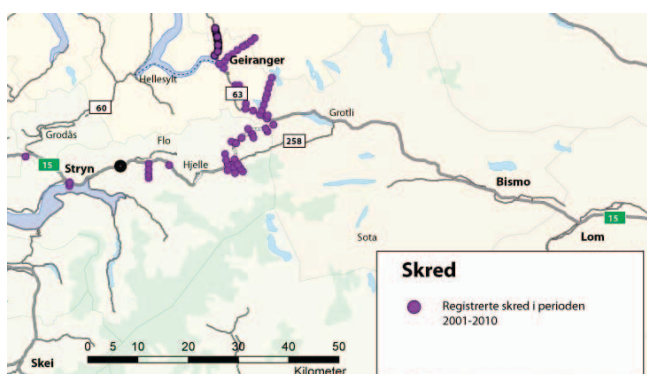 Geiranger
Hellesylt
63
60
Grotli
Grodås
Flo
258
15
Stryn
Hjelle
Bismo
15
Lom
Sota
Skred
Registrerte skred i perioden
2001-2010
Skei
0 5 10 20 30 40 50
Kilometer